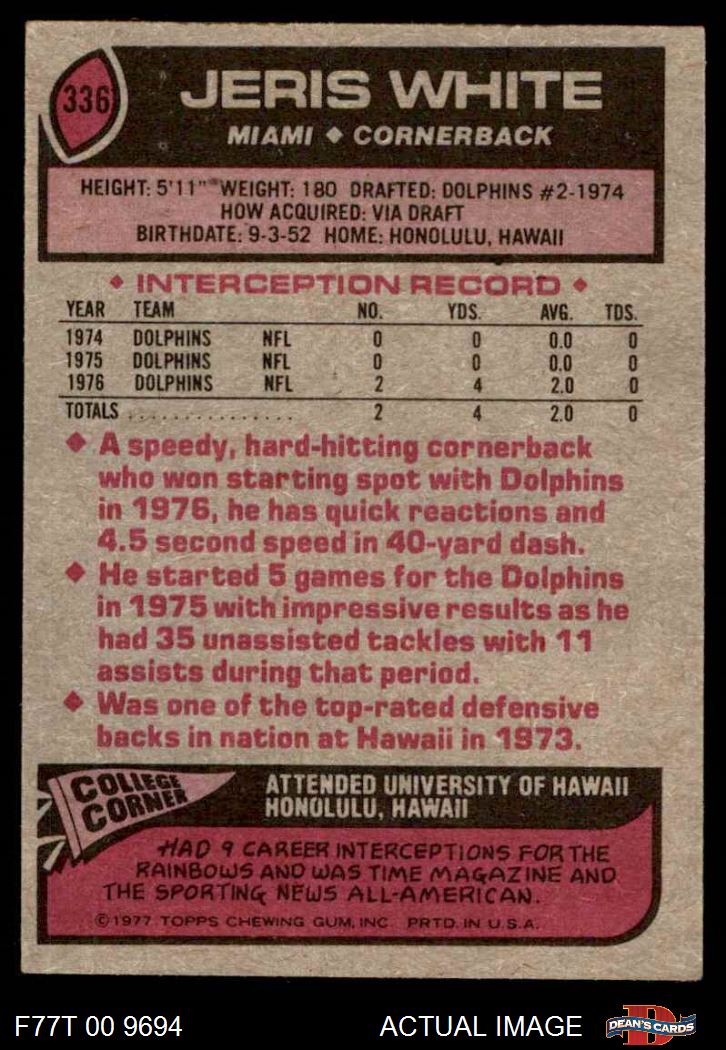 336
JERIS WHITE
MIAMI ◆ CORNERBACK
HEIGHT: 5'11" WEIGHT: 180 DRAFTED: DOLPHINS #2-1974
HOW ACQUIRED: VIA DRAFT
BIRTHDATE: 9-3-52 HOME: HONOLULU, HAWAII
◆ INTERCEPTION RECORD ◆
YEAR TEAM NO. YDS. AVG. TDS.
1974 DOLPHINS NFL 0 0 0.0 0
1975 DOLPHINS NFL 0 0 0.0 0
1976 DOLPHINS NFL 2 4 2.0 0
TOTALS . . . . . . . . . . . . . . . 2 4 2.0 0
◆ A speedy, hard-hitting cornerback
who won starting spot with Dolphins
in 1976, he has quick reactions and
4.5 second speed in 40-yard dash.
◆ He started 5 games for the Dolphins
in 1975 with impressive results as he
had 35 unassisted tackles with 11
assists during that period.
◆ Was one of the top-rated defensive
backs in nation at Hawaii in 1973.
COLLEGE
CORNER
ATTENDED UNIVERSITY OF HAWAII
HONOLULU, HAWAII
HAD 9 CAREER INTERCEPTIONS FOR THE
RAINBOWS AND WAS TIME MAGAZINE AND
THE SPORTING NEWS ALL-AMERICAN.
©1977 TOPPS CHEWING GUM, INC. PRTD. IN U.S.A.
F77T 00 9694 ACTUAL IMAGE
D
DEAN'S CARDS